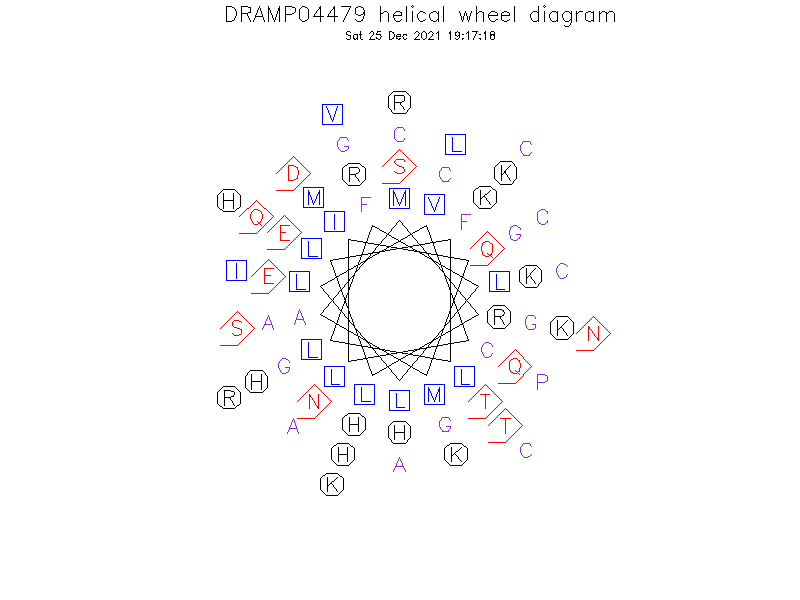 DRAMP04479 helical wheel diagram
Sat 25 Dec 2021 19:17:18
R
V
C
G L C
S
D R C K
H M F M V K
Q I F C
E G
L Q
I E L L K C
S A A R G K N
L C
G Q
H L L P
R N L L M T
A H H G T
H A K C
K